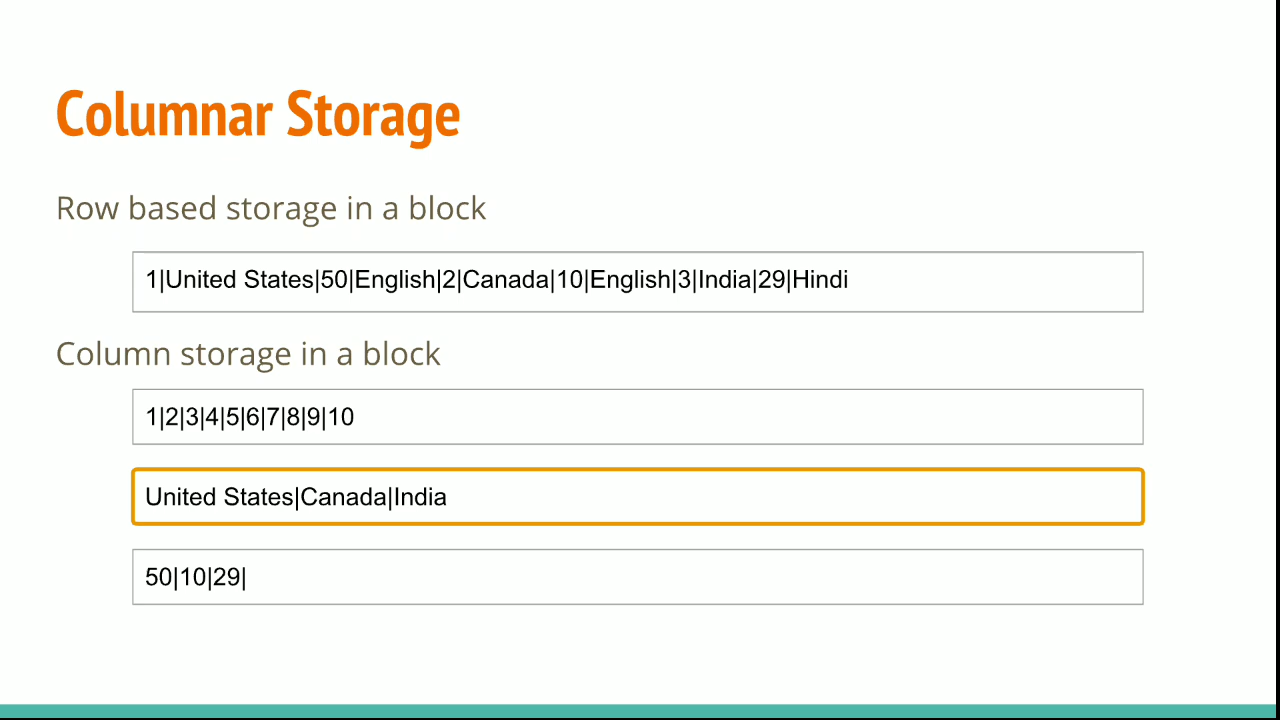 Columnar Storage
Row based storage in a block
1|United States|50|English|2|Canada|10|English|3|India|29|Hindi
Column storage in a block
1|2|3|4|5|6|7|8|9|10
United States|Canada|India
50|10|29|